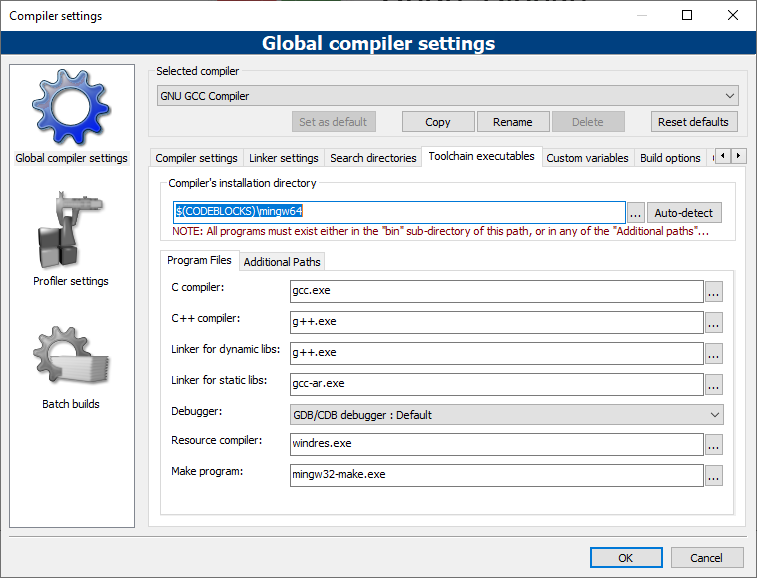 Compiler settings
Global compiler settings
Global compiler settings
Profiler settings
Batch builds
Selected compiler
GNU GCC Compiler
Set as default Copy Rename Delete Reset defaults
Compiler settings Linker settings Search directories Toolchain executables Custom variables Build options
Compiler's installation directory
$(CODEBLOCKS)\mingw64 ... Auto-detect
NOTE: All programs must exist either in the "bin" sub-directory of this path, or in any of the "Additional paths"...
Program Files Additional Paths
C compiler: gcc.exe ...
C++ compiler: g++.exe ...
Linker for dynamic libs: g++.exe ...
Linker for static libs: gcc-ar.exe ...
Debugger: GDB/CDB debugger : Default
Resource compiler: windres.exe ...
Make program: mingw32-make.exe ...
OK Cancel